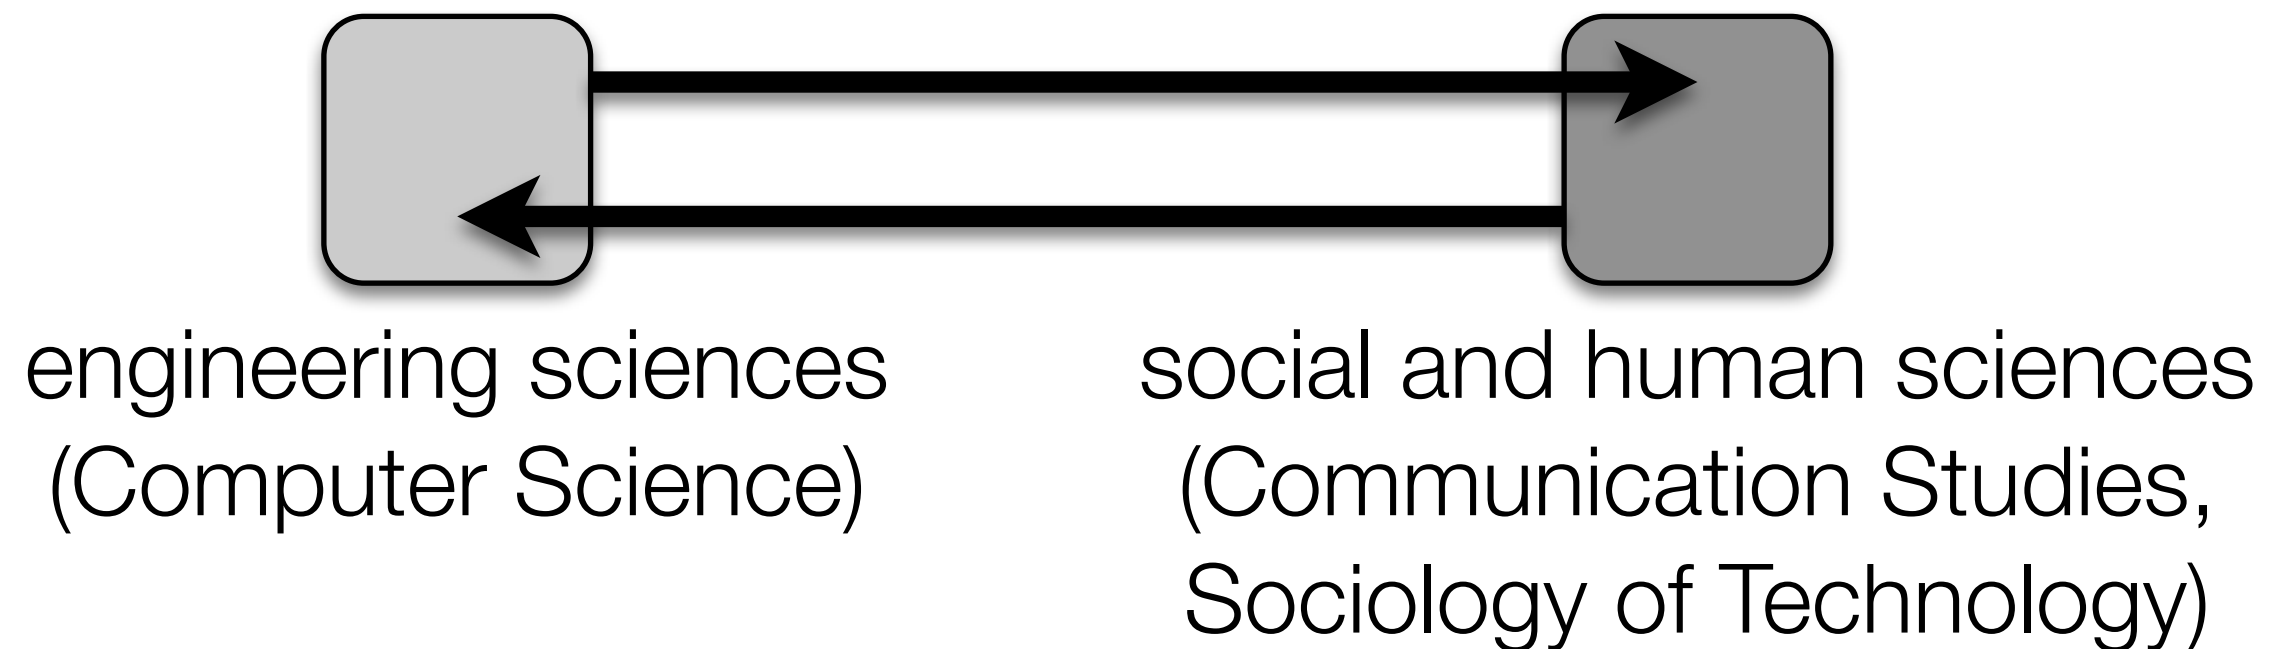 engineering sciences
(Computer Science)
social and human sciences
(Communication Studies,
Sociology of Technology)